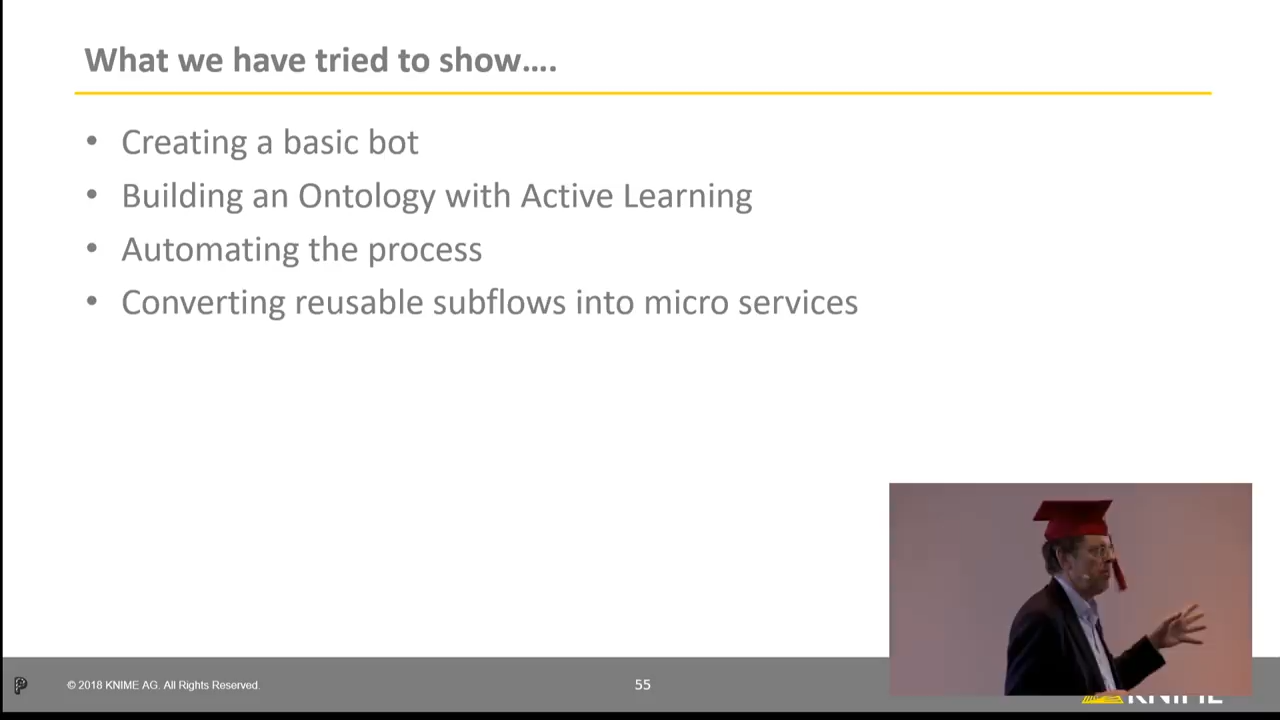 What we have tried to show....
• Creating a basic bot
• Building an Ontology with Active Learning
• Automating the process
• Converting reusable subflows into micro services
© 2018 KNIME AG. All Rights Reserved.
55
KNIME